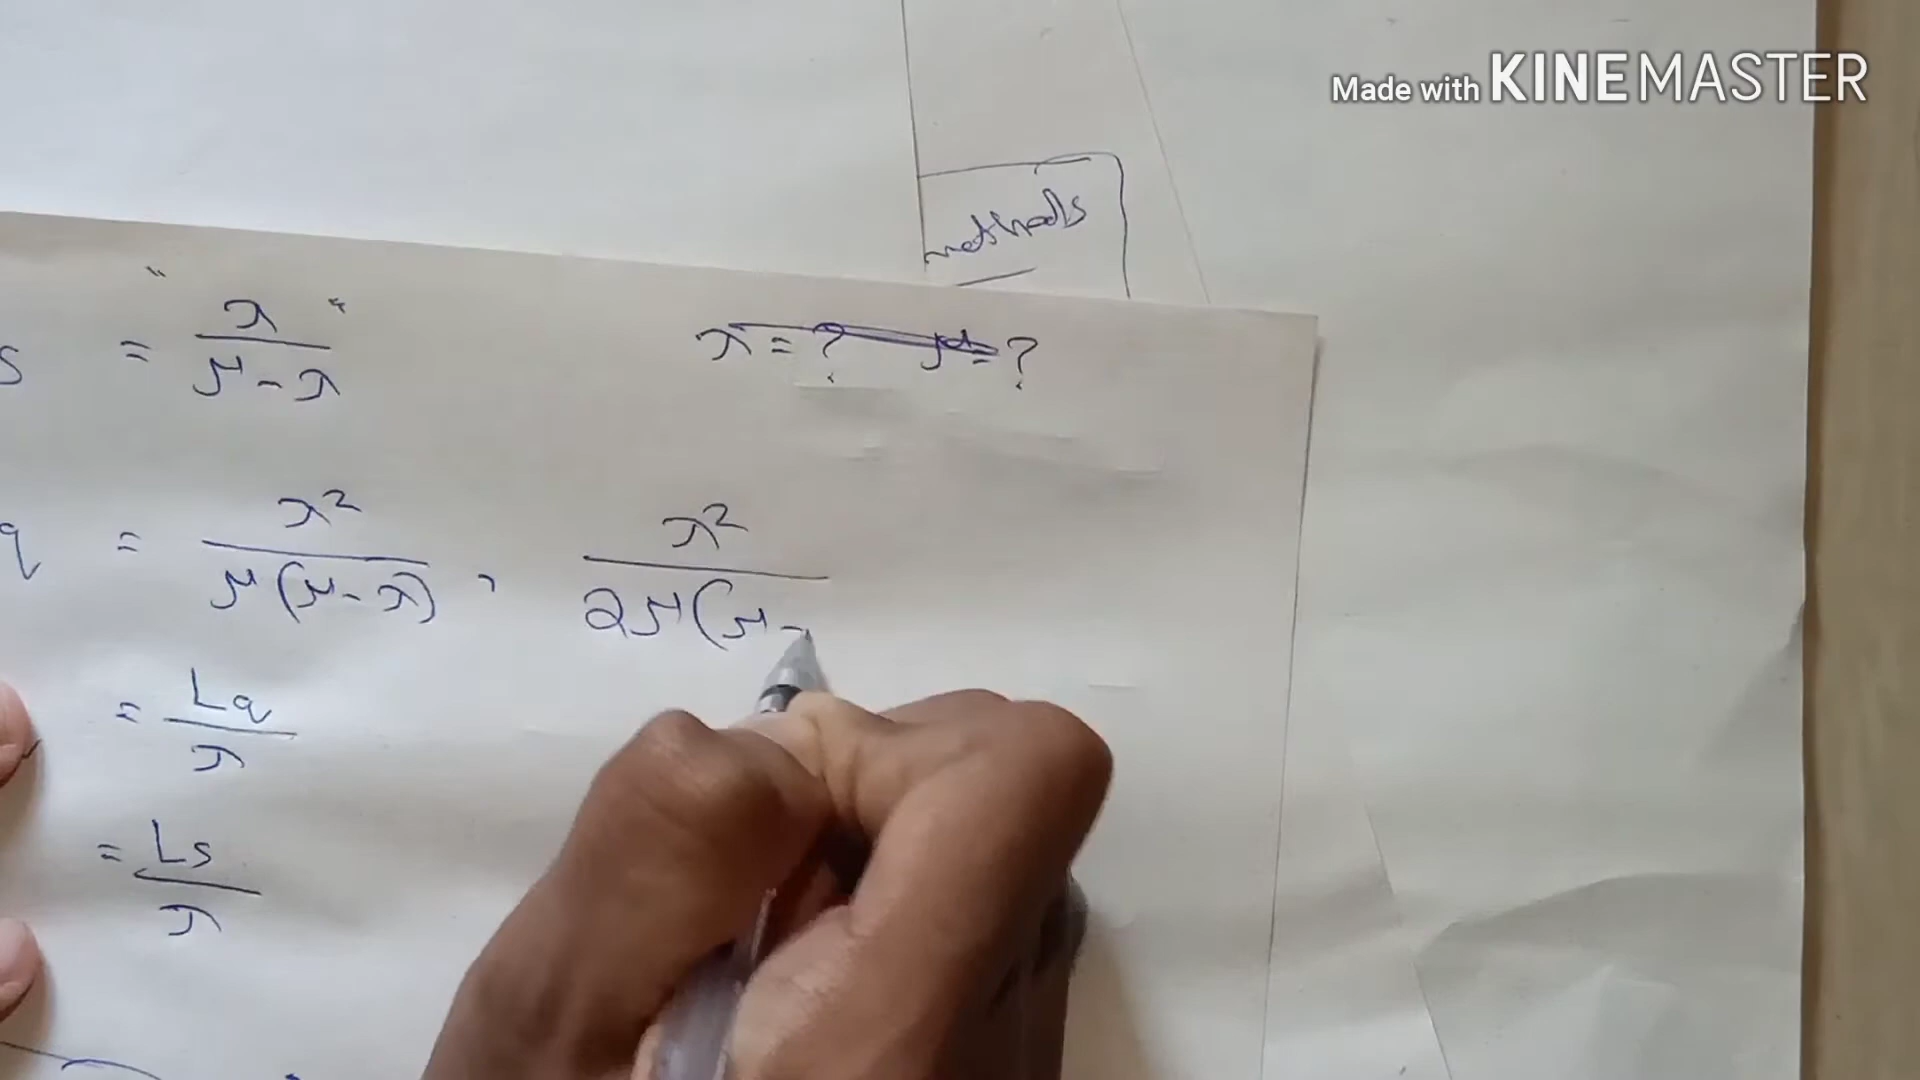 Made with KINEMASTER
methods
s = λ / μ - λ
λ = ? μ = ?
q = λ² / μ(μ - λ) , λ² / 2μ(μ -
= Lq / λ
= Ls / λ